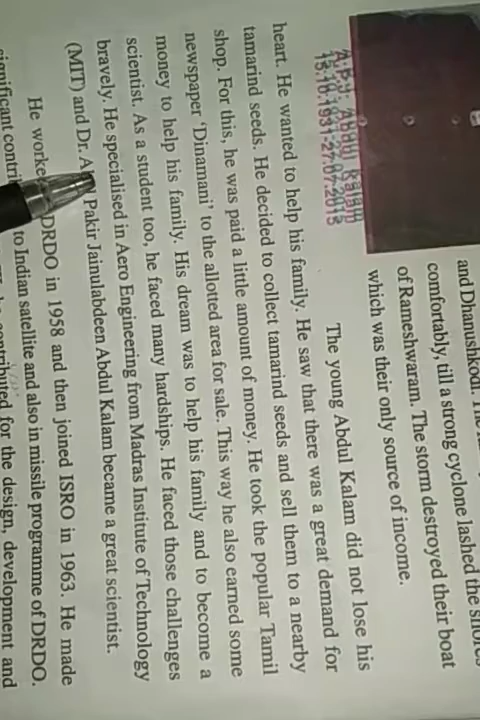 A.P.J. Abdul Kalam
15.10.1931-27.07.2015
and Dhanushkodi.
comfortably, till a strong cyclone lashed the shores
of Rameshwaram. The storm destroyed their boat
which was their only source of income.
The young Abdul Kalam did not lose his
heart. He wanted to help his family. He saw that there was a great demand for
tamarind seeds. He decided to collect tamarind seeds and sell them to a nearby
shop. For this, he was paid a little amount of money. He took the popular Tamil
newspaper 'Dinamani' to the allotted area for sale. This way he also earned some
money to help his family. His dream was to help his family and to become a
scientist. As a student too, he faced many hardships. He faced those challenges
bravely. He specialised in Aero Engineering from Madras Institute of Technology
(MIT) and Dr. Pakir Jainulabdeen Abdul Kalam became a great scientist.
He DRDO in 1958 and then joined ISRO in 1963. He made
significant to Indian satellite and also in missile programme of DRDO.
contributed for the design, development and